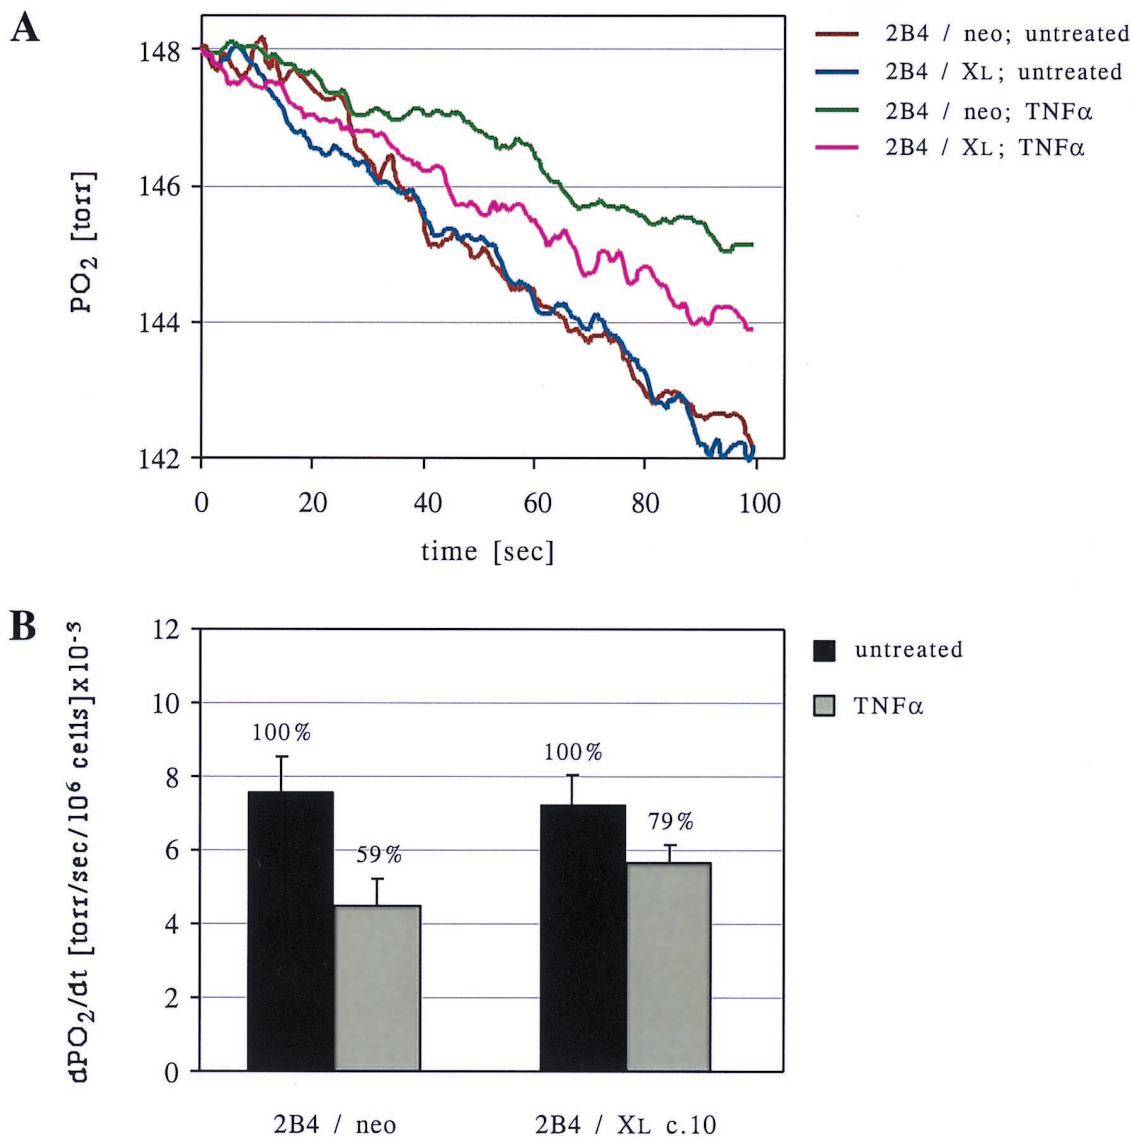 A
148
146
144
142
PO2 [torr]
0 20 40 60 80 100
time [sec]
2B4 / neo; untreated
2B4 / XL; untreated
2B4 / neo; TNFα
2B4 / XL; TNFα
B
dPO2/dt [torr/sec/10⁶ cells]x10⁻³
12
10
8
6
4
2
0
100%
59%
100%
79%
2B4 / neo 2B4 / XL c.10
untreated
TNFα